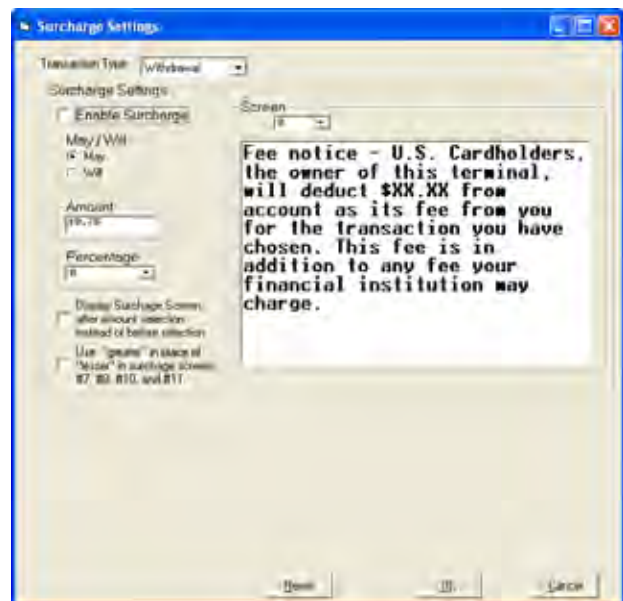 Surcharge Settings
Transaction Type Withdrawal
Surcharge Settings
Enable Surcharge
May / Will
May
Will
Amount
Percentage
Display Surchage Screen
after amount selection
instead of before selection
Use "greater" in place of
"lesser" in surcharge screens
#7, #8, #10, and #11
Screen
Fee notice - U.S. Cardholders,
the owner of this terminal,
will deduct $XX.XX from
account as its fee from you
for the transaction you have
chosen. This fee is in
addition to any fee your
financial institution may
charge.
Reset OK Cancel